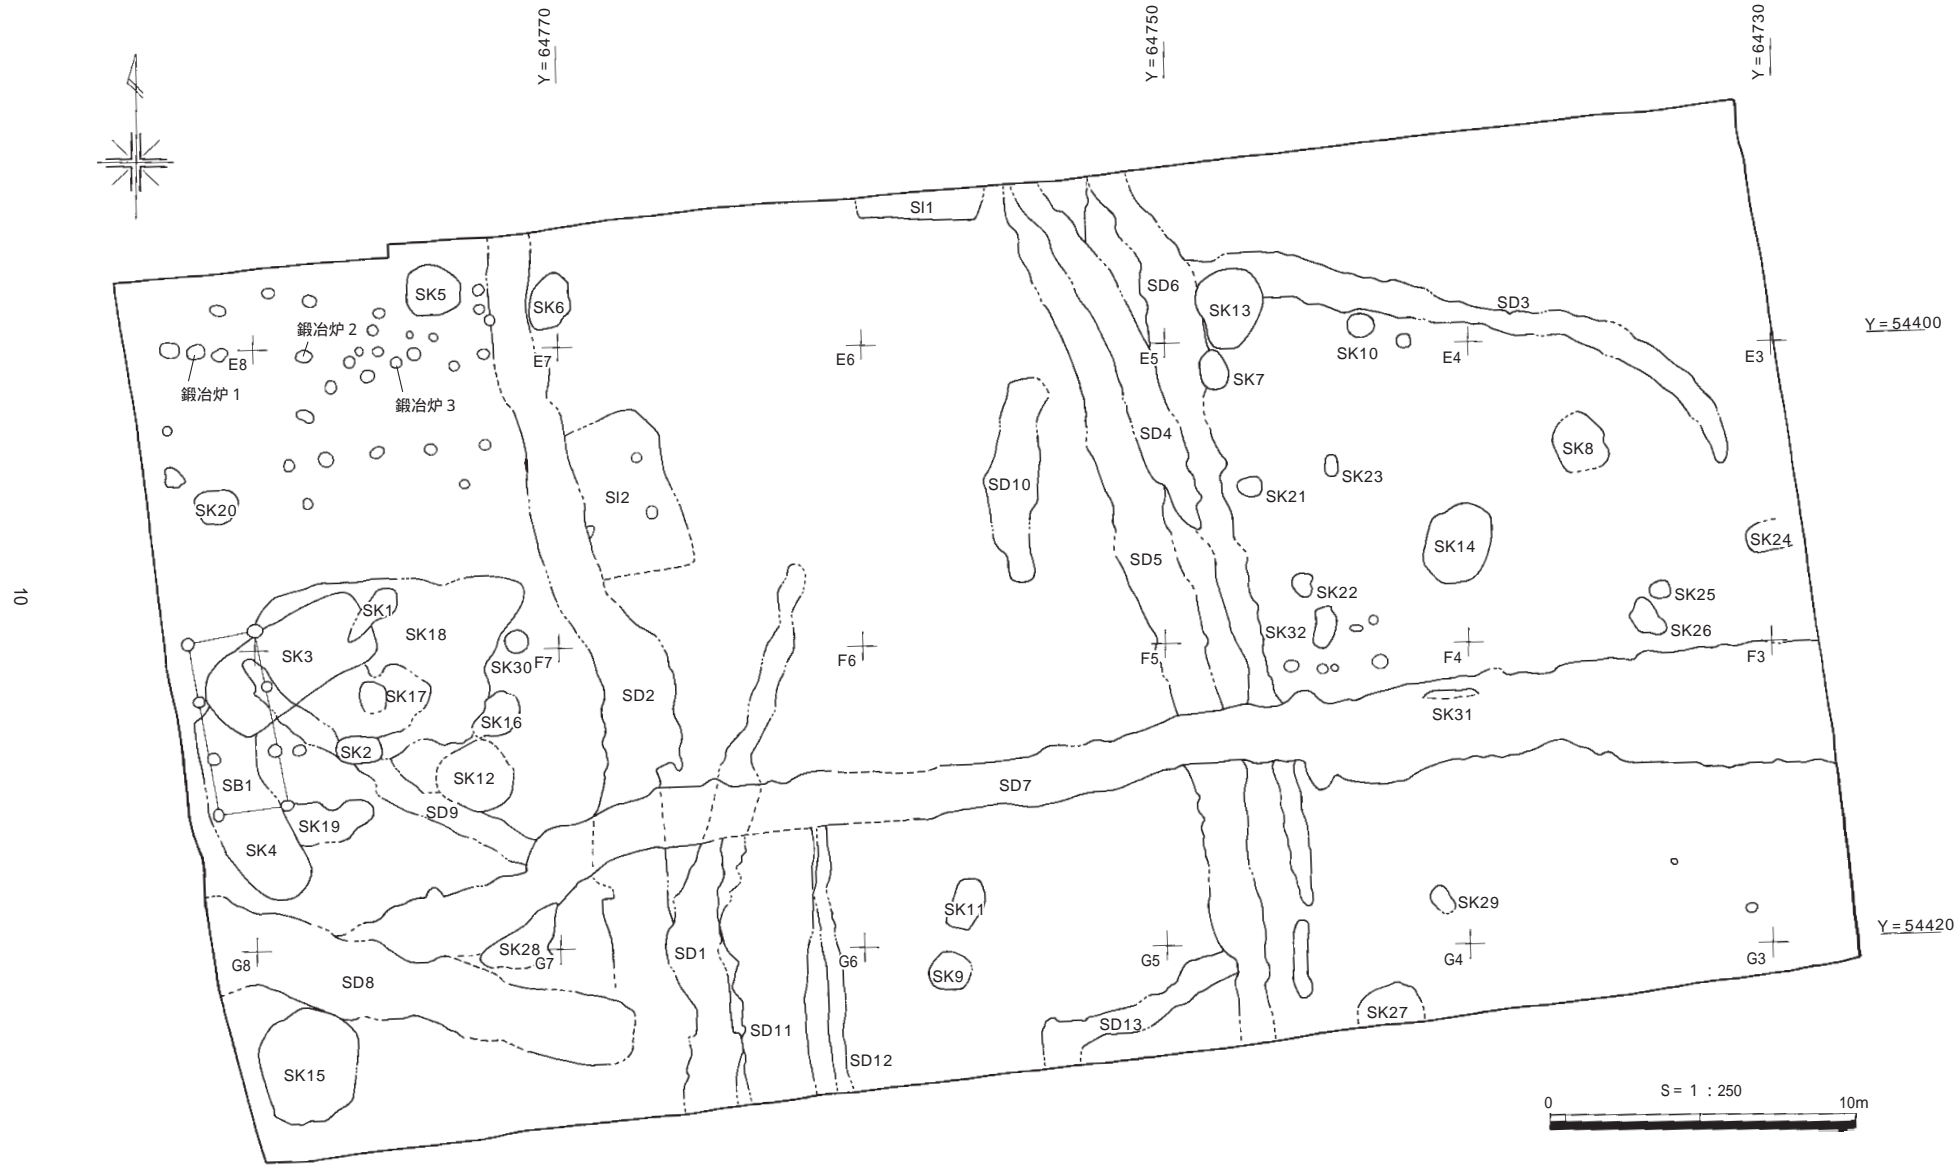 Y = 64770
Y = 64750
Y = 64730
SI1
SK5
SK6
SD6
SK13
SD3
鍛冶炉 2
Y = 54400
E8
E7
E6
E5
SK10
E4
E3
SK7
鍛冶炉 1
鍛冶炉 3
SD4
SK8
SK23
SD10
SK21
SI2
SK20
SK14
SK24
SD5
10
SK22
SK25
SK1
SK18
SK32
SK26
SK3
SK30
F7
F6
F5
F4
F3
SD2
SK17
SK16
SK31
SK2
SK12
SB1
SD7
SD9
SK19
SK4
SK11
SK29
Y = 54420
SK28
G8
G7
SD1
G6
G5
G4
G3
SK9
SD8
SK27
SD13
SD11
SD12
SK15
S = 1 : 250
0
10m